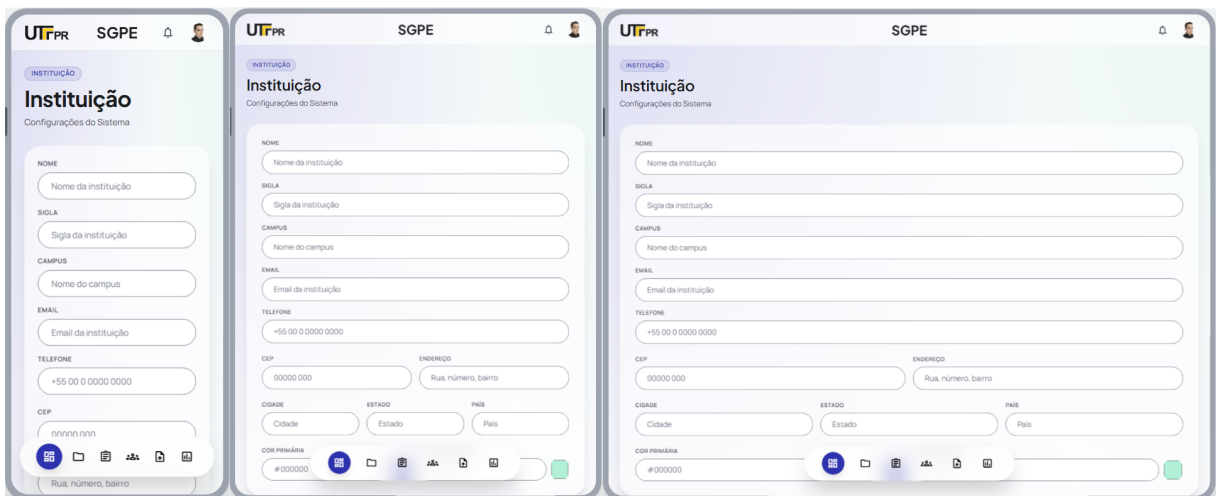 UTFPR SGPE
INSTITUIÇÃO
Instituição
Configurações do Sistema
NOME
Nome da instituição
SIGLA
Sigla da instituição
CAMPUS
Nome do campus
EMAIL
Email da instituição
TELEFONE
+55 00 0 0000 0000
CEP
00000 000
Rua, número, bairro
UTFPR SGPE
INSTITUIÇÃO
Instituição
Configurações do Sistema
NOME
Nome da instituição
SIGLA
Sigla da instituição
CAMPUS
Nome do campus
EMAIL
Email da instituição
TELEFONE
+55 00 0 0000 0000
CEP ENDEREÇO
00000 000 Rua, número, bairro
CIDADE ESTADO PAÍS
Cidade Estado País
COR PRIMÁRIA
#000000
UTFPR SGPE
INSTITUIÇÃO
Instituição
Configurações do Sistema
NOME
Nome da instituição
SIGLA
Sigla da instituição
CAMPUS
Nome do campus
EMAIL
Email da instituição
TELEFONE
+55 00 0 0000 0000
CEP ENDEREÇO
00000 000 Rua, número, bairro
CIDADE ESTADO PAÍS
Cidade Estado País
COR PRIMÁRIA
#000000